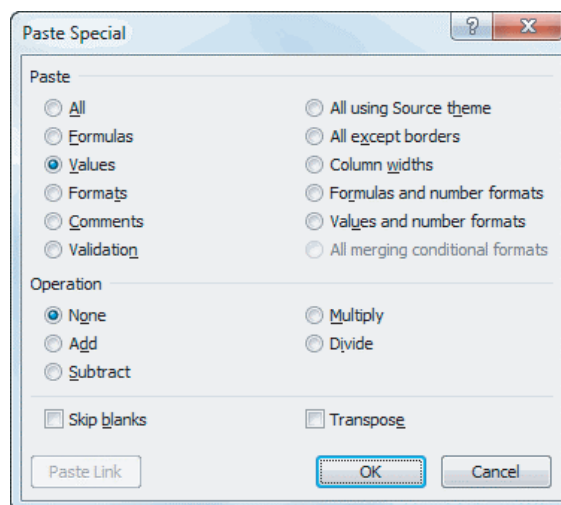 Paste Special
Paste
All
All using Source theme
Formulas
All except borders
Values
Column widths
Formats
Formulas and number formats
Comments
Values and number formats
Validation
All merging conditional formats
Operation
None
Multiply
Add
Divide
Subtract
Skip blanks
Transpose
Paste Link
OK
Cancel